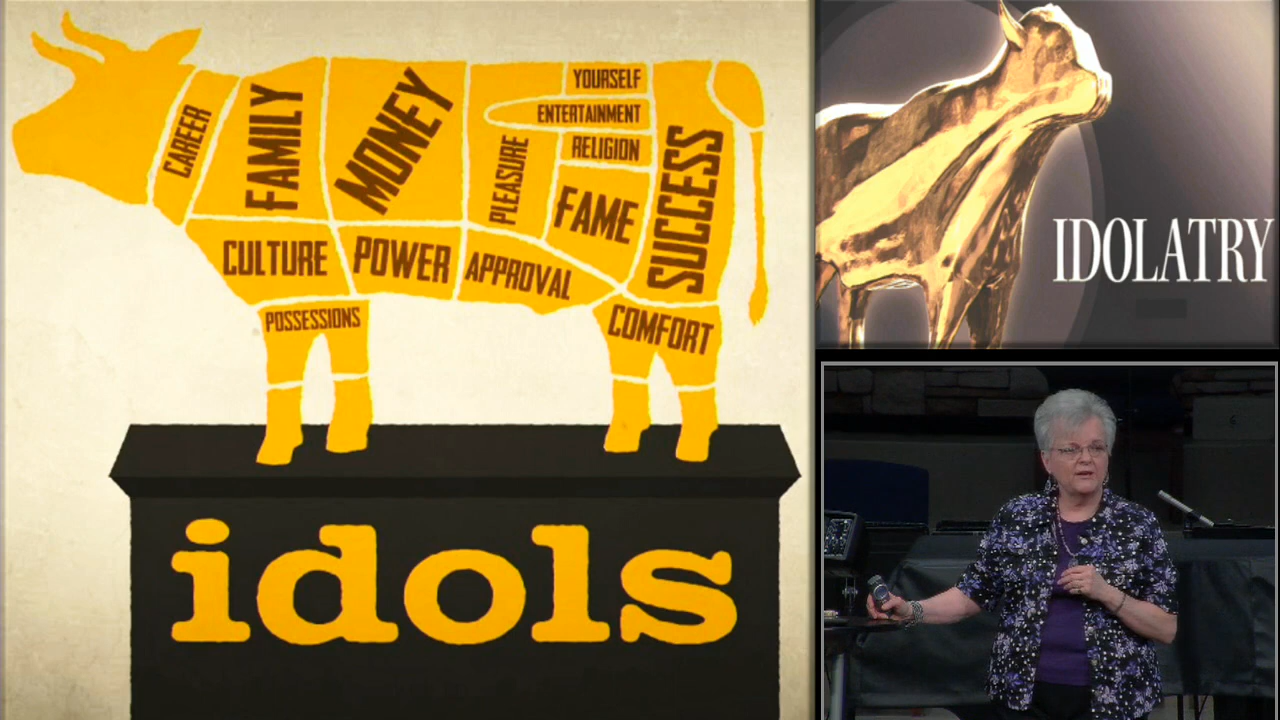 CAREER
FAMILY
MONEY
PLEASURE
YOURSELF
ENTERTAINMENT
RELIGION
FAME
SUCCESS
CULTURE
POWER
APPROVAL
POSSESSIONS
COMFORT
idols
IDOLATRY